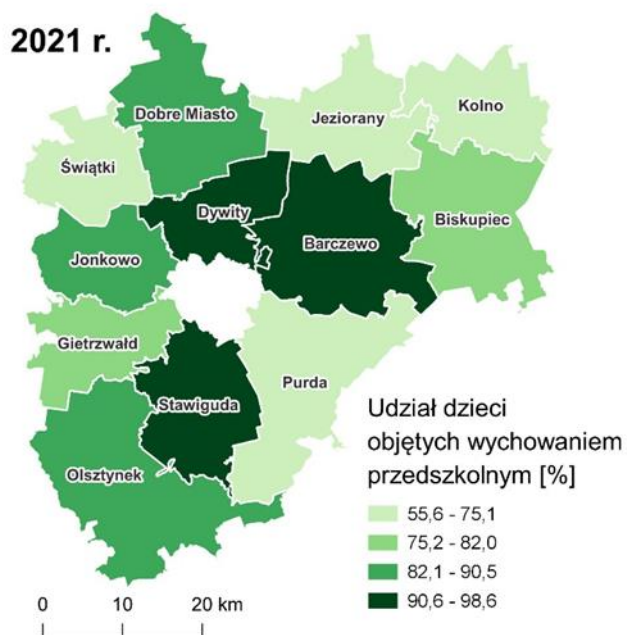 2021 r.
Dobre Miasto
Jeziorany
Kolno
Świątki
Dywity
Biskupiec
Barczewo
Jonkowo
Gietrzwałd
Purda
Stawiguda
Olsztynek
Udział dzieci
objętych wychowaniem
przedszkolnym [%]
55,6 - 75,1
75,2 - 82,0
82,1 - 90,5
90,6 - 98,6
0 10 20 km